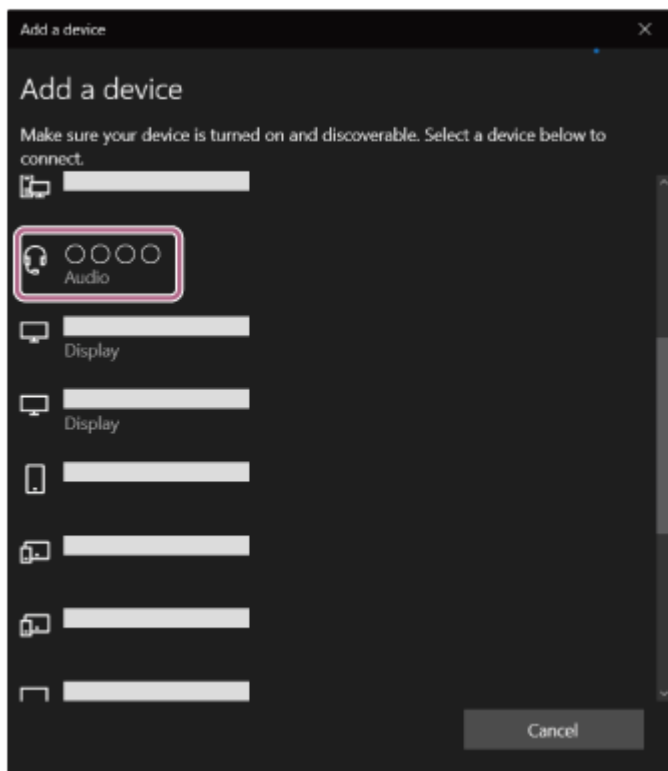 Add a device
Add a device
Make sure your device is turned on and discoverable. Select a device below to
connect.
○○○○
Audio
Display
Display
Cancel